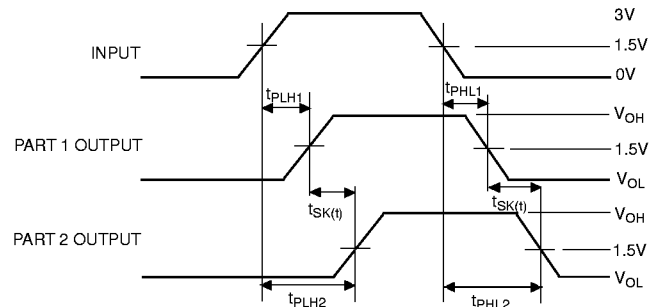 3V
INPUT
1.5V
0V
tPLH1
tPHL1
VOH
PART 1 OUTPUT
1.5V
VOL
tSK(t)
tSK(t)
VOH
PART 2 OUTPUT
1.5V
VOL
tPLH2
tPHL2